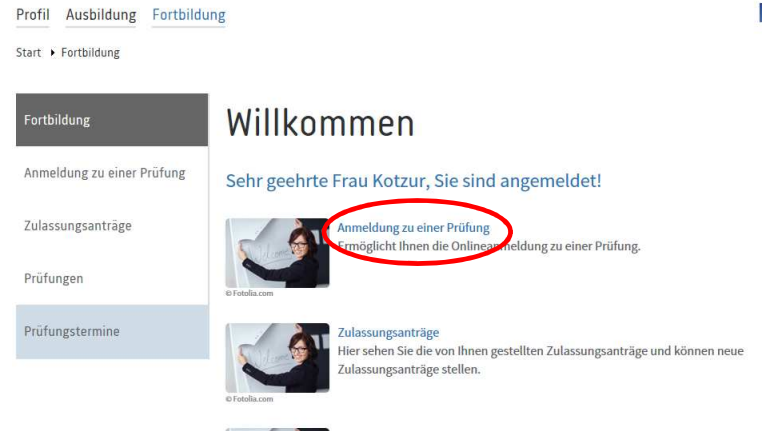 Profil Ausbildung Fortbildung
Start ▸ Fortbildung
Fortbildung
Anmeldung zu einer Prüfung
Zulassungsanträge
Prüfungen
Prüfungstermine
Willkommen
Sehr geehrte Frau Kotzur, Sie sind angemeldet!
Anmeldung zu einer Prüfung
Ermöglicht Ihnen die Onlineanmeldung zu einer Prüfung.
© Fotolia.com
Zulassungsanträge
Hier sehen Sie die von Ihnen gestellten Zulassungsanträge und können neue
Zulassungsanträge stellen.
© Fotolia.com